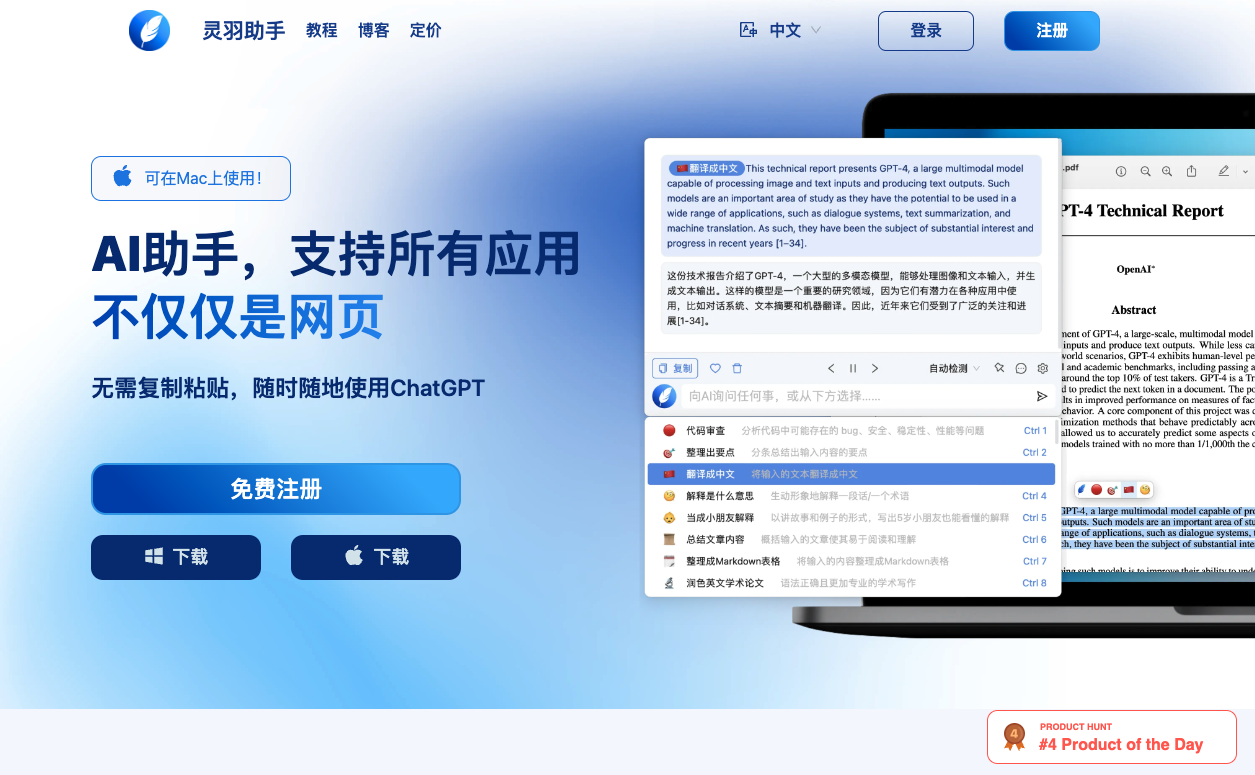 灵羽助手 教程 博客 定价 中文 登录 注册
可在Mac上使用！
AI助手，支持所有应用
不仅仅是网页
无需复制粘贴，随时随地使用ChatGPT
免费注册
下载 下载
翻译成中文 This technical report presents GPT-4, a large multimodal model
capable of processing image and text inputs and producing text outputs. Such
models are an important area of study as they have the potential to be used in a
wide range of applications, such as dialogue systems, text summarization, and
machine translation. As such, they have been the subject of substantial interest and
progress in recent years [1–34].
这份技术报告介绍了GPT-4，一个大型的多模态模型，能够处理图像和文本输入，并生
成文本输出。这样的模型是一个重要的研究领域，因为它们有潜力在各种应用中使
用，比如对话系统、文本摘要和机器翻译。因此，近年来它们受到了广泛的关注和进
展[1-34]。
复制 自动检测
向AI询问任何事，或从下方选择......
代码审查 分析代码中可能存在的 bug、安全、稳定性、性能等问题 Ctrl 1
整理出要点 分条总结出输入内容的要点 Ctrl 2
翻译成中文 将输入的文本翻译成中文
解释是什么意思 生动形象地解释一段话/一个术语 Ctrl 4
当成小朋友解释 以讲故事和例子的形式，写出5岁小朋友也能看懂的解释 Ctrl 5
总结文章内容 概括输入的文章使其易于阅读和理解 Ctrl 6
整理成Markdown表格 将输入的内容整理成Markdown表格 Ctrl 7
润色英文学术论文 语法正确且更加专业的学术写作 Ctrl 8
.pdf
PT-4 Technical Report
OpenAI*
Abstract
ment of GPT-4, a large-scale, multimodal model
inputs and produce text outputs. While less ca
world scenarios, GPT-4 exhibits human-level pe
l and academic benchmarks, including passing a
around the top 10% of test takers. GPT-4 is a Tr
d to predict the next token in a document. The po
lts in improved performance on measures of fac
ehavior. A core component of this project was d
imization methods that behave predictably acro
allowed us to accurately predict some aspects o
models trained with no more than 1/1,000th the c
GPT-4, a large multimodal model capable of pro
utputs. Such models are an important area of stu
ange of applications, such as dialogue systems, t
ch, they have been the subject of substantial inte
ping such models is to improve their ability to unde
4 PRODUCT HUNT
#4 Product of the Day